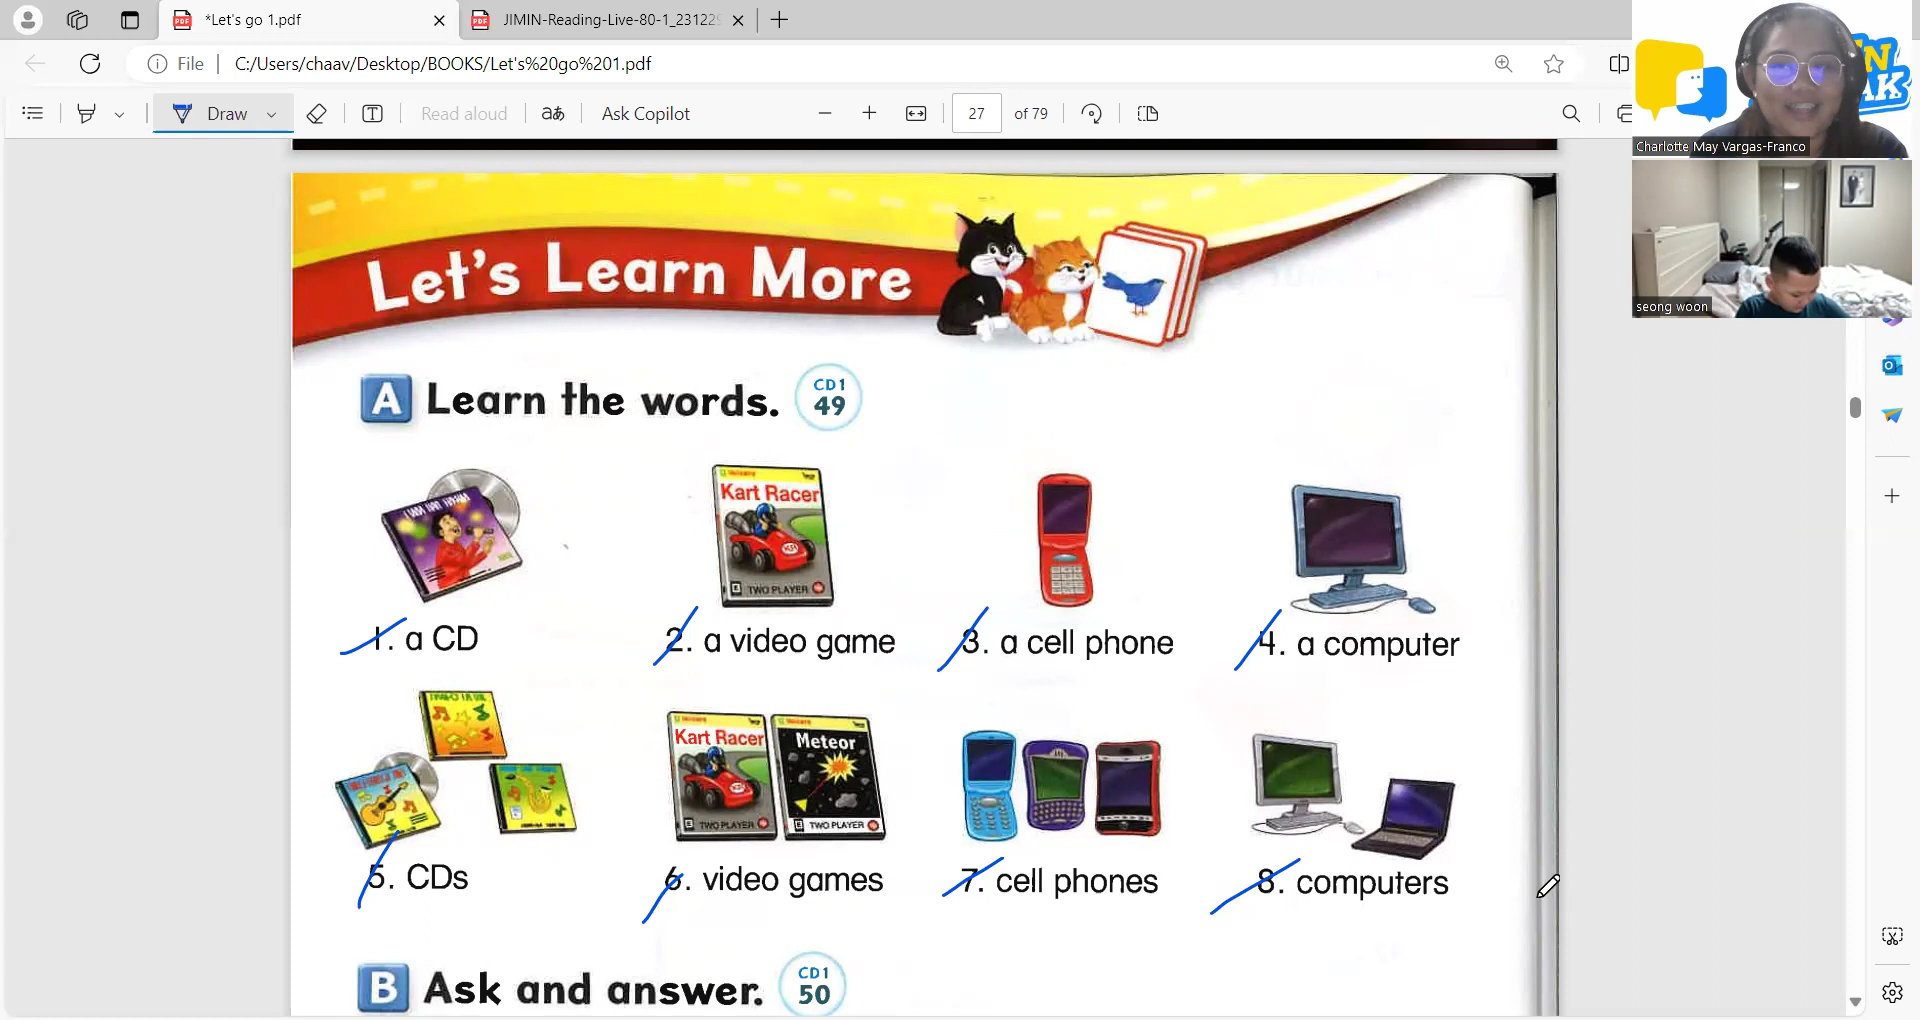 *Let's go 1.pdf
JIMIN-Reading-Live-80-1_231229
File
C:/Users/chaav/Desktop/BOOKS/Let's%20go%201.pdf
Draw
Read aloud
Ask Copilot
27 of 79
Charlotte May Vargas-Franco
seong woon
Let's Learn More
A Learn the words. CD1 49
Kart Racer
TWO PLAYER
1. a CD
2. a video game
3. a cell phone
4. a computer
Kart Racer
TWO PLAYER
Meteor
TWO PLAYER
5. CDs
6. video games
7. cell phones
8. computers
B Ask and answer. CD1 50